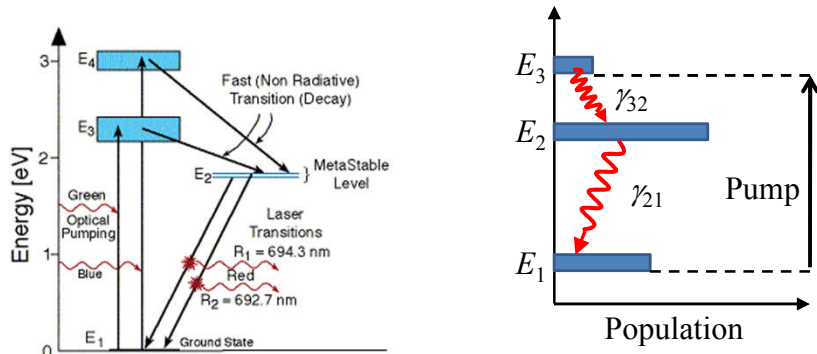 3
E4
Fast (Non Radiative)
Transition (Decay)
E3
2
E2
MetaStable
Level
Energy [eV]
Green
Optical
Pumping
Laser
Transitions
1
Blue
R1 = 694.3 nm
Red
R2 = 692.7 nm
E1
Ground State
0
E3
γ32
E2
γ21
Pump
E1
Population